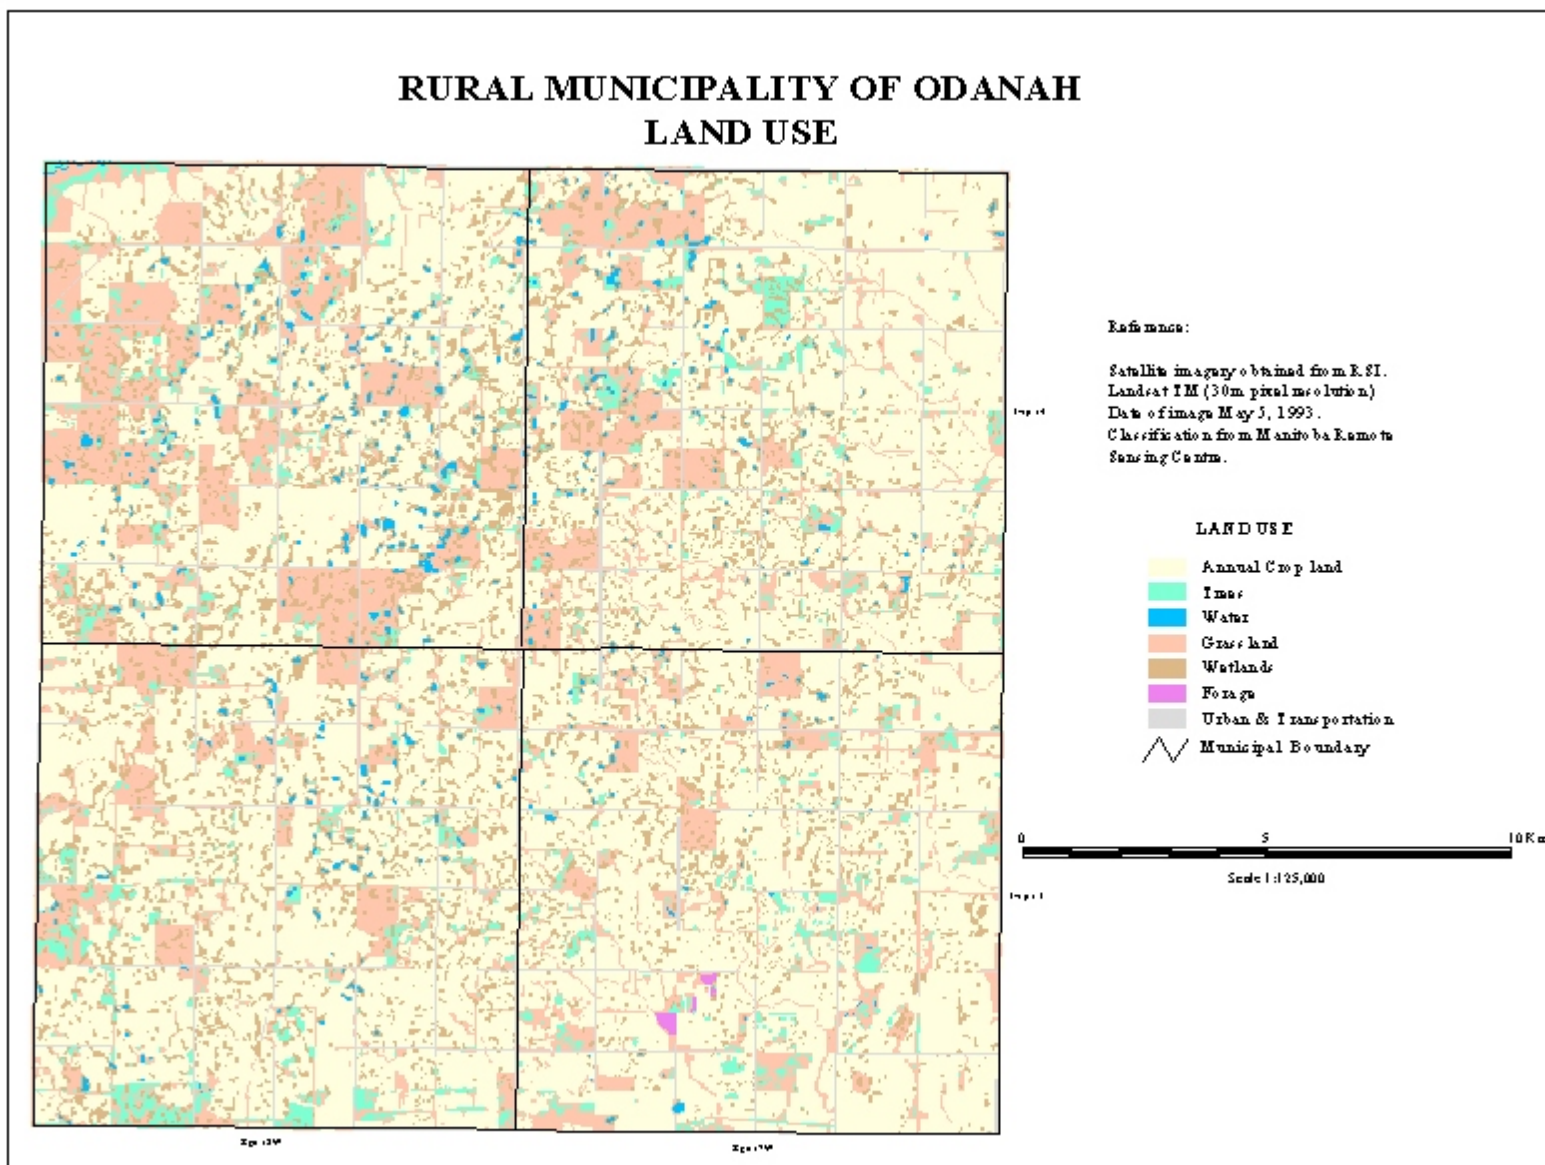 RURAL MUNICIPALITY OF ODANAH
LAND USE
Reference:
Satellite imagery obtained from RSI.
Landsat TM (30m pixel resolution)
Date of image May 5, 1993.
Classification from Manitoba Remote
Sensing Centre.
LAND USE
Annual Crop land
Trees
Water
Grass land
Wetlands
Forage
Urban & Transportation
Municipal Boundary
0 5 10 Km
Scale 1:125,000